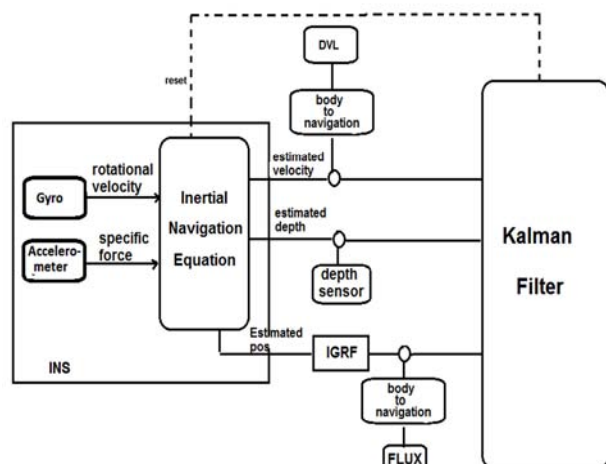 DVL
reset
body
to
navigation
rotational
velocity
Gyro
specific
force
Accelero-
meter
Inertial
Navigation
Equation
estimated
velocity
estimated
depth
depth
sensor
Estimated
pos
IGRF
INS
body
to
navigation
FLUX
Kalman
Filter